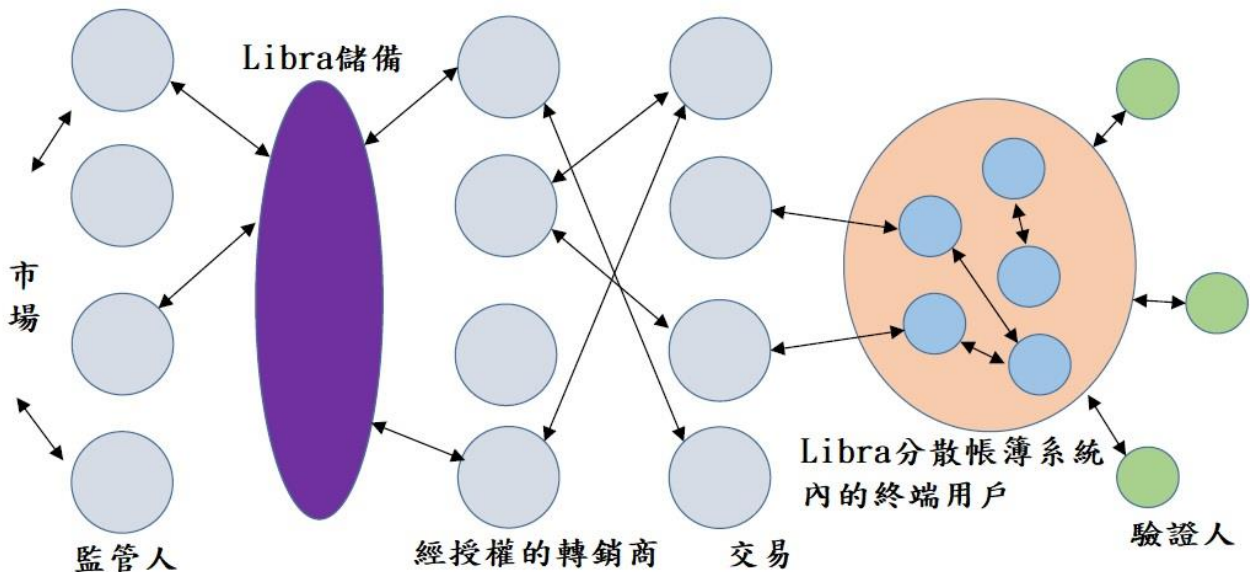 Libra儲備
市場
Libra分散帳簿系統
內的終端用戶
監管人
經授權的轉銷商
交易
驗證人